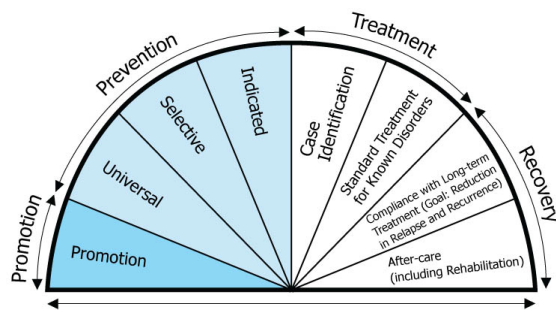 Promotion
Prevention
Treatment
Recovery
Promotion
Universal
Selective
Indicated
Case
Identification
Standard Treatment
for Known Disorders
Compliance with Long-term
Treatment (Goal: Reduction
in Relapse and Recurrence)
After-care
(including Rehabilitation)